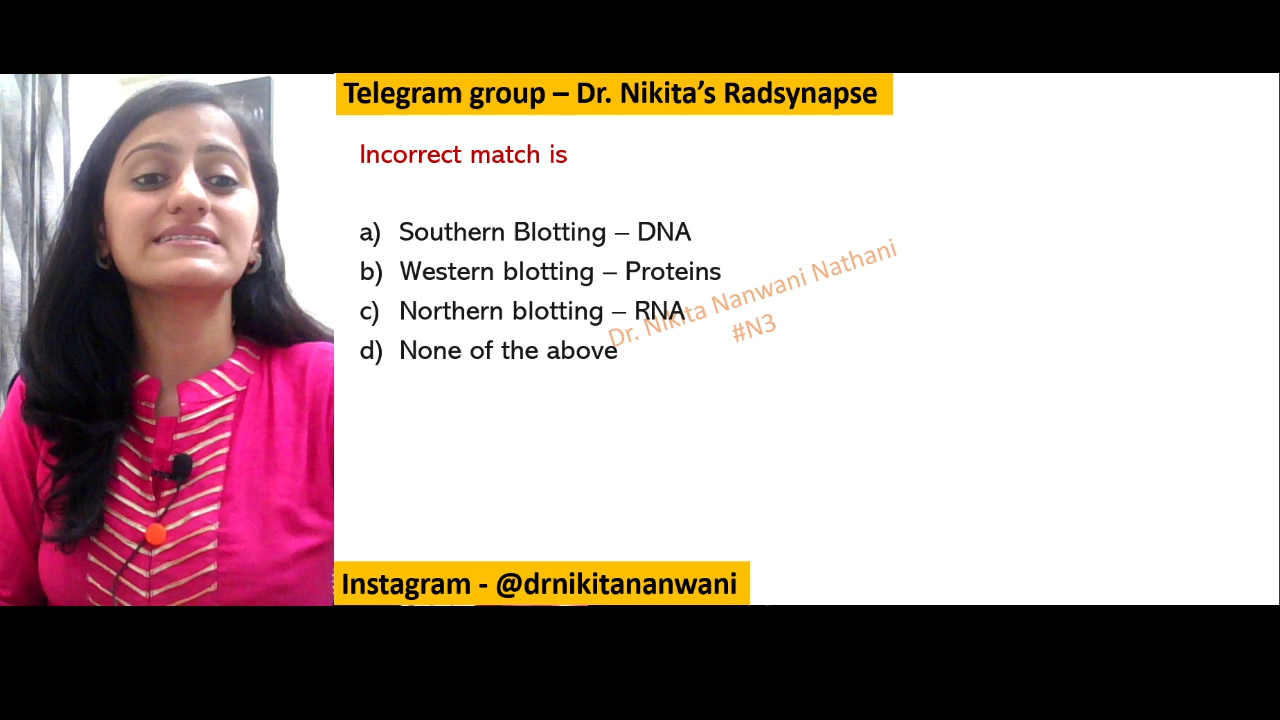 Telegram group – Dr. Nikita's Radsynapse
Incorrect match is
a) Southern Blotting – DNA
b) Western blotting – Proteins
c) Northern blotting – RNA
d) None of the above
Dr. Nikita Nanwani Nathani
#N3
Instagram - @drnikitananwani